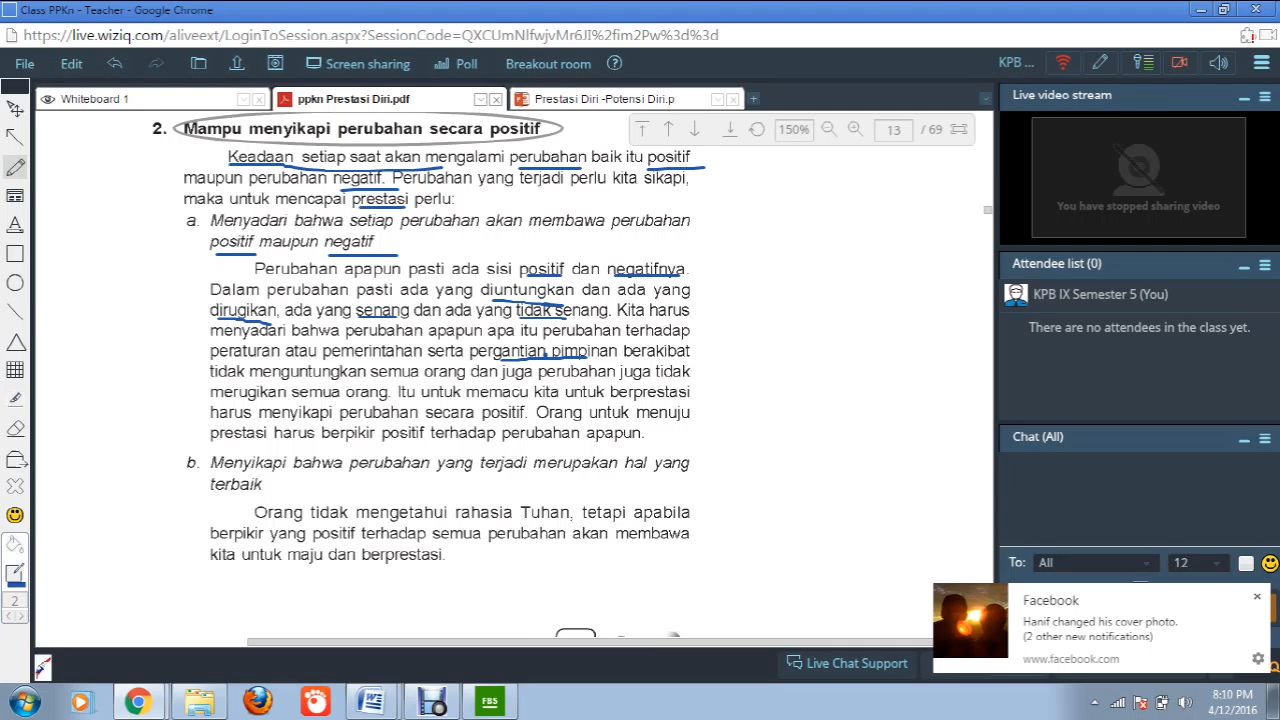 Class PPKn - Teacher - Google Chrome
https://live.wiziq.com/aliveext/LoginToSession.aspx?SessionCode=QXCUmNlfwjvMr6JI%2fim2Pw%3d%3d
File Edit Screen sharing Poll Breakout room KPB ...
Whiteboard 1 ppkn Prestasi Diri.pdf Prestasi Diri -Potensi Diri.p
150% 13 / 69
2. Mampu menyikapi perubahan secara positif
Keadaan setiap saat akan mengalami perubahan baik itu positif
maupun perubahan negatif. Perubahan yang terjadi perlu kita sikapi,
maka untuk mencapai prestasi perlu:
a. Menyadari bahwa setiap perubahan akan membawa perubahan
positif maupun negatif
Perubahan apapun pasti ada sisi positif dan negatifnya.
Dalam perubahan pasti ada yang diuntungkan dan ada yang
dirugikan, ada yang senang dan ada yang tidak senang. Kita harus
menyadari bahwa perubahan apapun apa itu perubahan terhadap
peraturan atau pemerintahan serta pergantian pimpinan berakibat
tidak menguntungkan semua orang dan juga perubahan juga tidak
merugikan semua orang. Itu untuk memacu kita untuk berprestasi
harus menyikapi perubahan secara positif. Orang untuk menuju
prestasi harus berpikir positif terhadap perubahan apapun.
b. Menyikapi bahwa perubahan yang terjadi merupakan hal yang
terbaik
Orang tidak mengetahui rahasia Tuhan, tetapi apabila
berpikir yang positif terhadap semua perubahan akan membawa
kita untuk maju dan berprestasi.
2
Live video stream
You have stopped sharing video
Attendee list (0)
KPB IX Semester 5 (You)
There are no attendees in the class yet.
Chat (All)
To: All 12
Facebook
Hanif changed his cover photo.
(2 other new notifications)
www.facebook.com
Live Chat Support
FBS
8:10 PM
4/12/2016